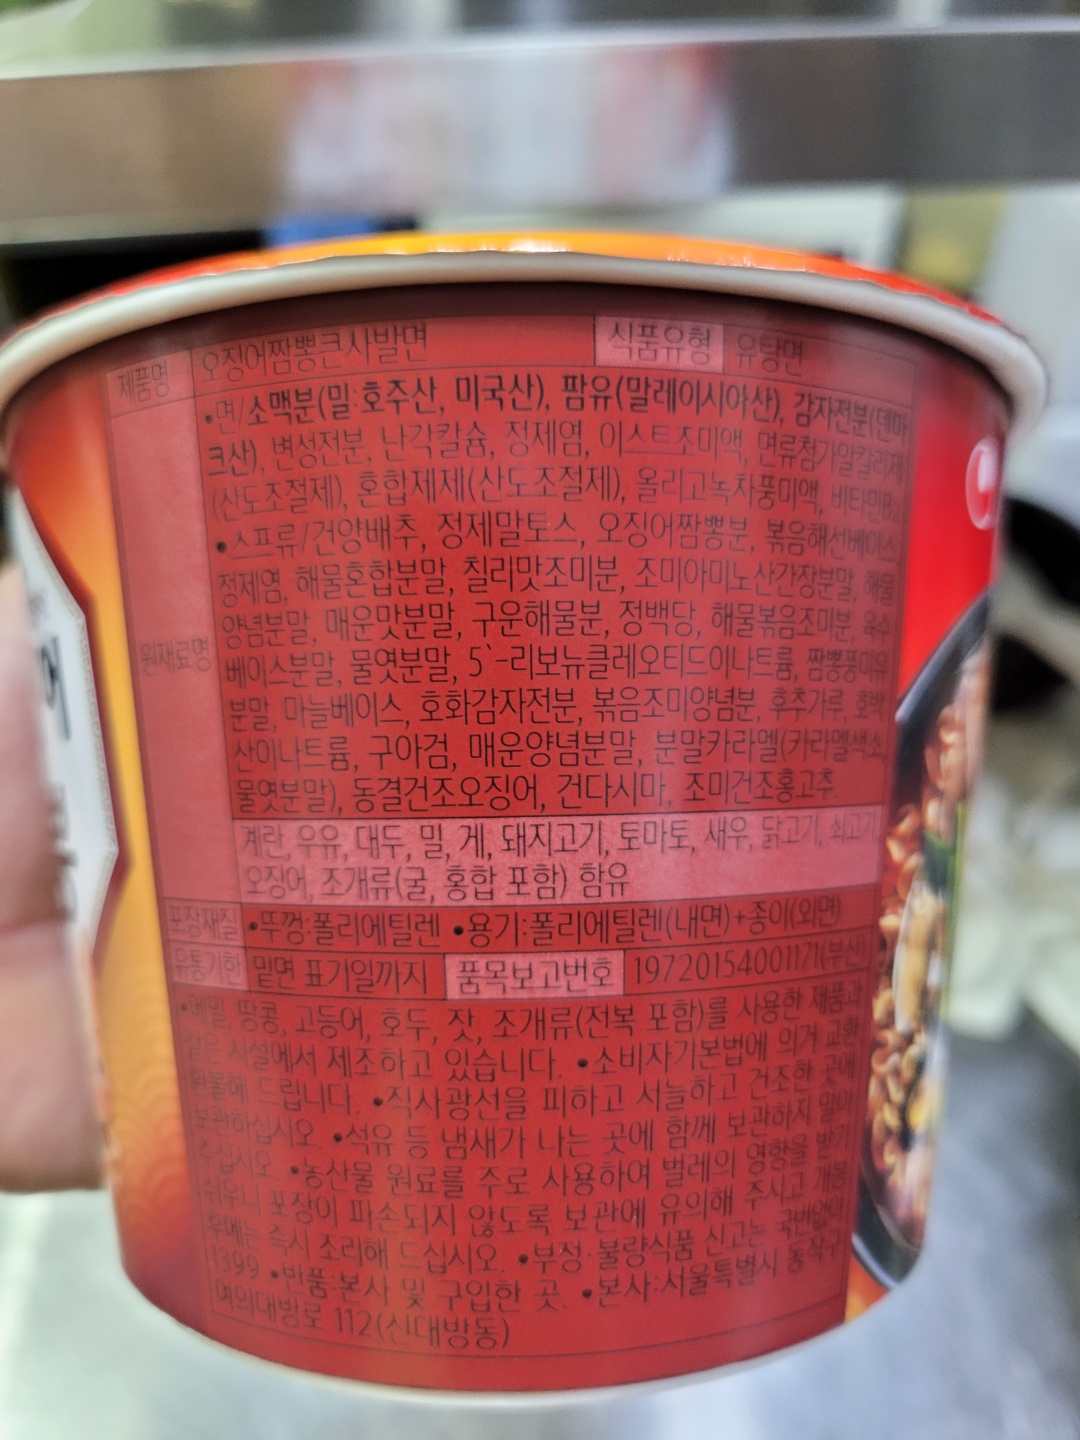 제품명 오징어짬뽕큰사발면 식품유형 유탕면
원재료명
•면/소맥분(밀:호주산, 미국산), 팜유(말레이시아산), 감자전분(덴마
크산), 변성전분, 난각칼슘, 정제염, 이스트조미액, 면류첨가알칼리제
(산도조절제), 혼합제제(산도조절제), 올리고녹차풍미액, 비타민B₂
•스프류/건양배추, 정제말토스, 오징어짬뽕분, 볶음해선베이스
정제염, 해물혼합분말, 칠리맛조미분, 조미아미노산간장분말, 해물
양념분말, 매운맛분말, 구운해물분, 정백당, 해물볶음조미분, 육수
베이스분말, 물엿분말, 5`-리보뉴클레오티드이나트륨, 짬뽕풍미유
분말, 마늘베이스, 호화감자전분, 볶음조미양념분, 후추가루, 호박
산이나트륨, 구아검, 매운양념분말, 분말카라멜(카라멜색소,
물엿분말), 동결건조오징어, 건다시마, 조미건조홍고추
계란, 우유, 대두, 밀, 게, 돼지고기, 토마토, 새우, 닭고기, 쇠고기
오징어, 조개류(굴, 홍합 포함) 함유
포장재질 •뚜껑:폴리에틸렌 •용기:폴리에틸렌(내면)+종이(외면)
유통기한 밑면 표기일까지 품목보고번호 19720154001171(부산)
•메밀, 땅콩, 고등어, 호두, 잣, 조개류(전복 포함)를 사용한 제품과
같은 시설에서 제조하고 있습니다. •소비자기본법에 의거 교환
환불해 드립니다. •직사광선을 피하고 서늘하고 건조한 곳에
보관하십시오. •석유 등 냄새가 나는 곳에 함께 보관하지 말아
주십시오. •농산물 원료를 주로 사용하여 벌레의 영향을 받기
쉬우니 포장이 파손되지 않도록 보관에 유의해 주시고 개봉
후에는 즉시 조리해 드십시오. •부정·불량식품 신고는 국번없이
1399 •반품:본사 및 구입한 곳. •본사:서울특별시 동작구
여의대방로 112(신대방동)